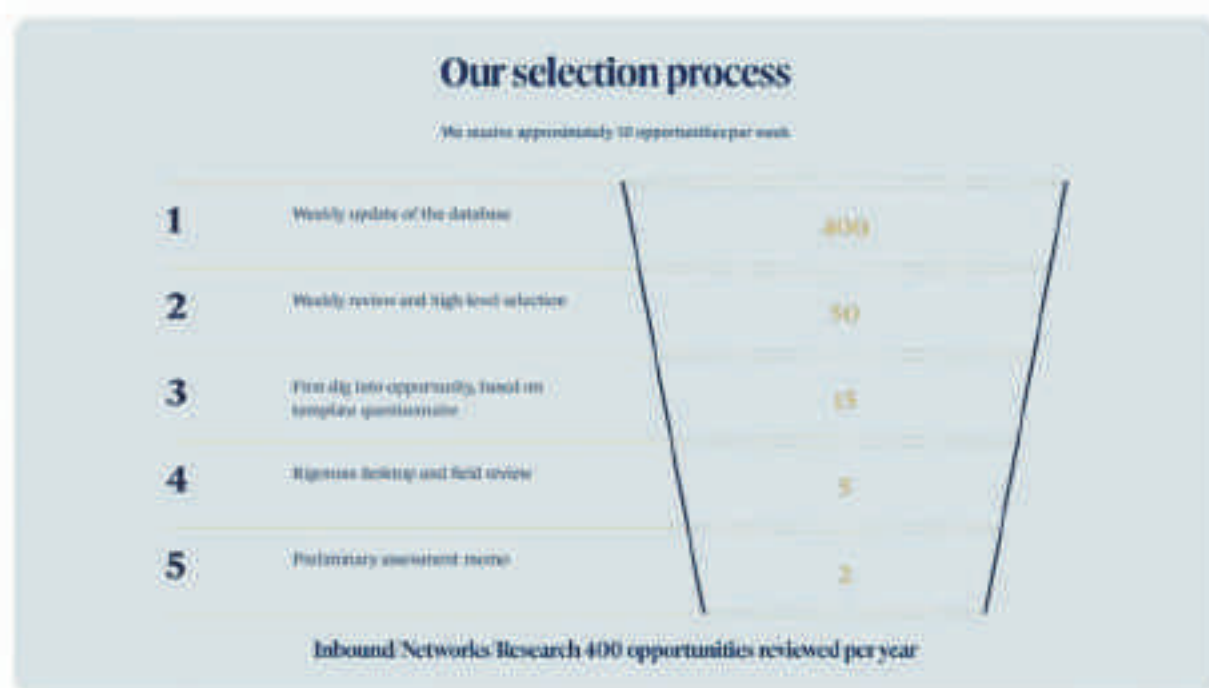 Our selection process
We receive approximately 10 opportunities per week
1
Weekly update of the database
400
2
Weekly review and high-level selection
50
3
First dig into opportunity, based on
template questionnaire
15
4
Rigorous desktop and field review
5
5
Preliminary assessment memo
2
Inbound/Networks/Research 400 opportunities reviewed per year